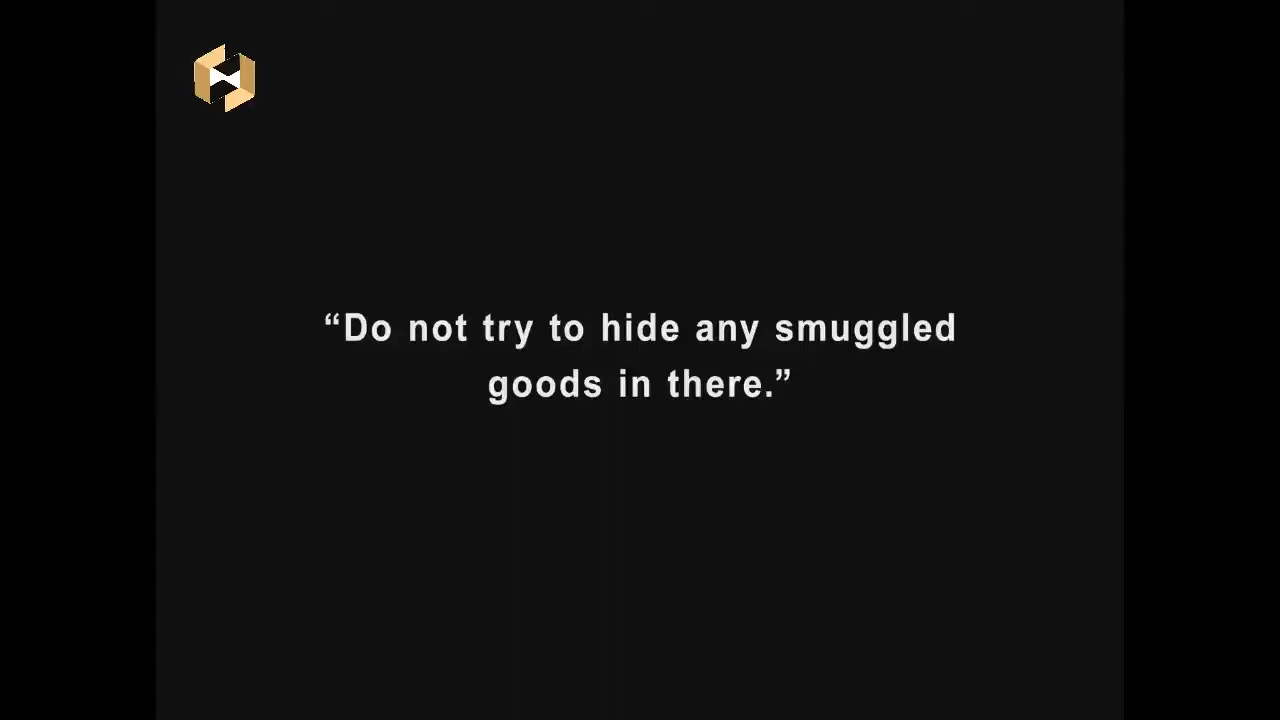 “Do not try to hide any smuggled
goods in there.”